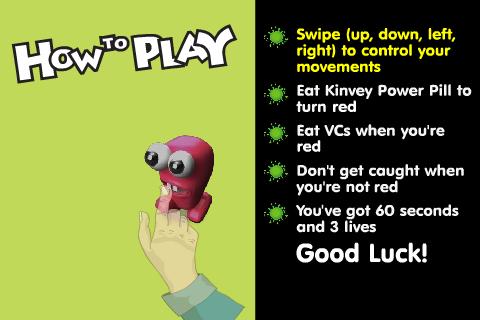 HOW TO PLAY
Swipe (up, down, left,
right) to control your
movements
Eat Kinvey Power Pill to
turn red
Eat VCs when you're
red
Don't get caught when
you're not red
You've got 60 seconds
and 3 lives
Good Luck!